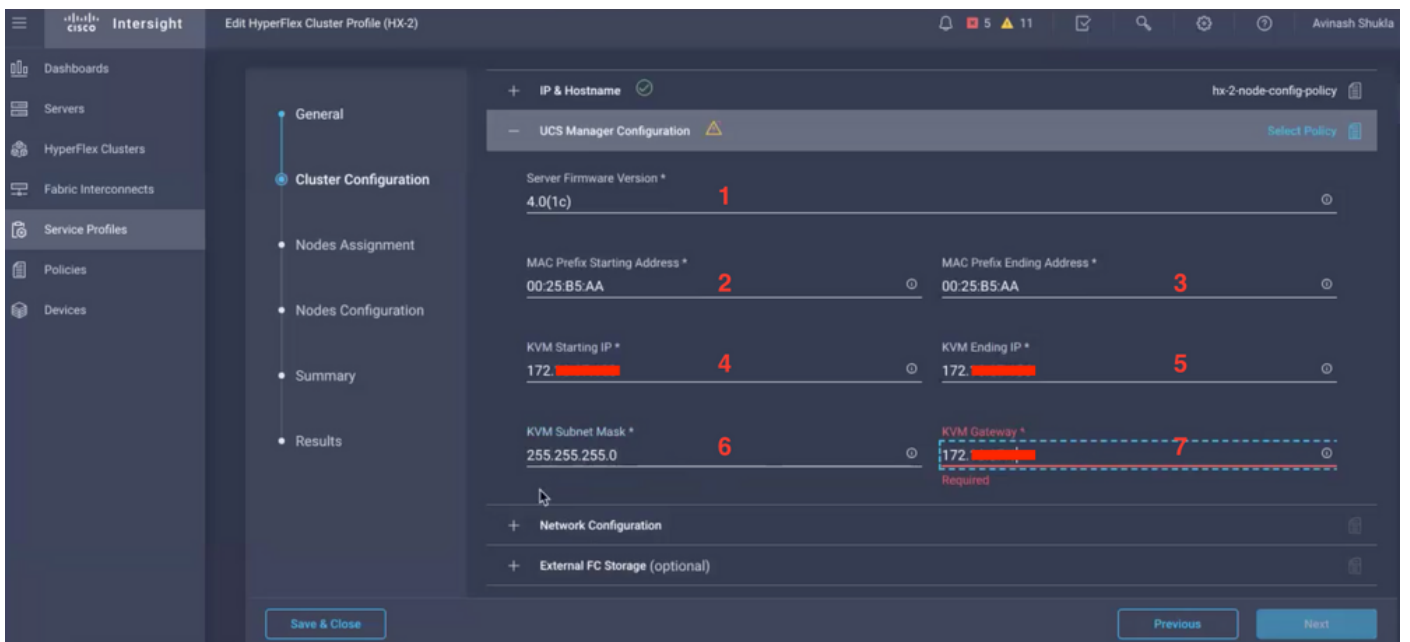 cisco Intersight
Edit HyperFlex Cluster Profile (HX-2)
5 11
Avinash Shukla
Dashboards
Servers
HyperFlex Clusters
Fabric Interconnects
Service Profiles
Policies
Devices
General
Cluster Configuration
Nodes Assignment
Nodes Configuration
Summary
Results
+ IP & Hostname
hx-2-node-config-policy
− UCS Manager Configuration
Select Policy
Server Firmware Version *
4.0(1c) 1
MAC Prefix Starting Address *
00:25:B5:AA 2
MAC Prefix Ending Address *
00:25:B5:AA 3
KVM Starting IP *
172. 4
KVM Ending IP *
172. 5
KVM Subnet Mask *
255.255.255.0 6
KVM Gateway *
172. 7
Required
+ Network Configuration
+ External FC Storage (optional)
Save & Close
Previous
Next